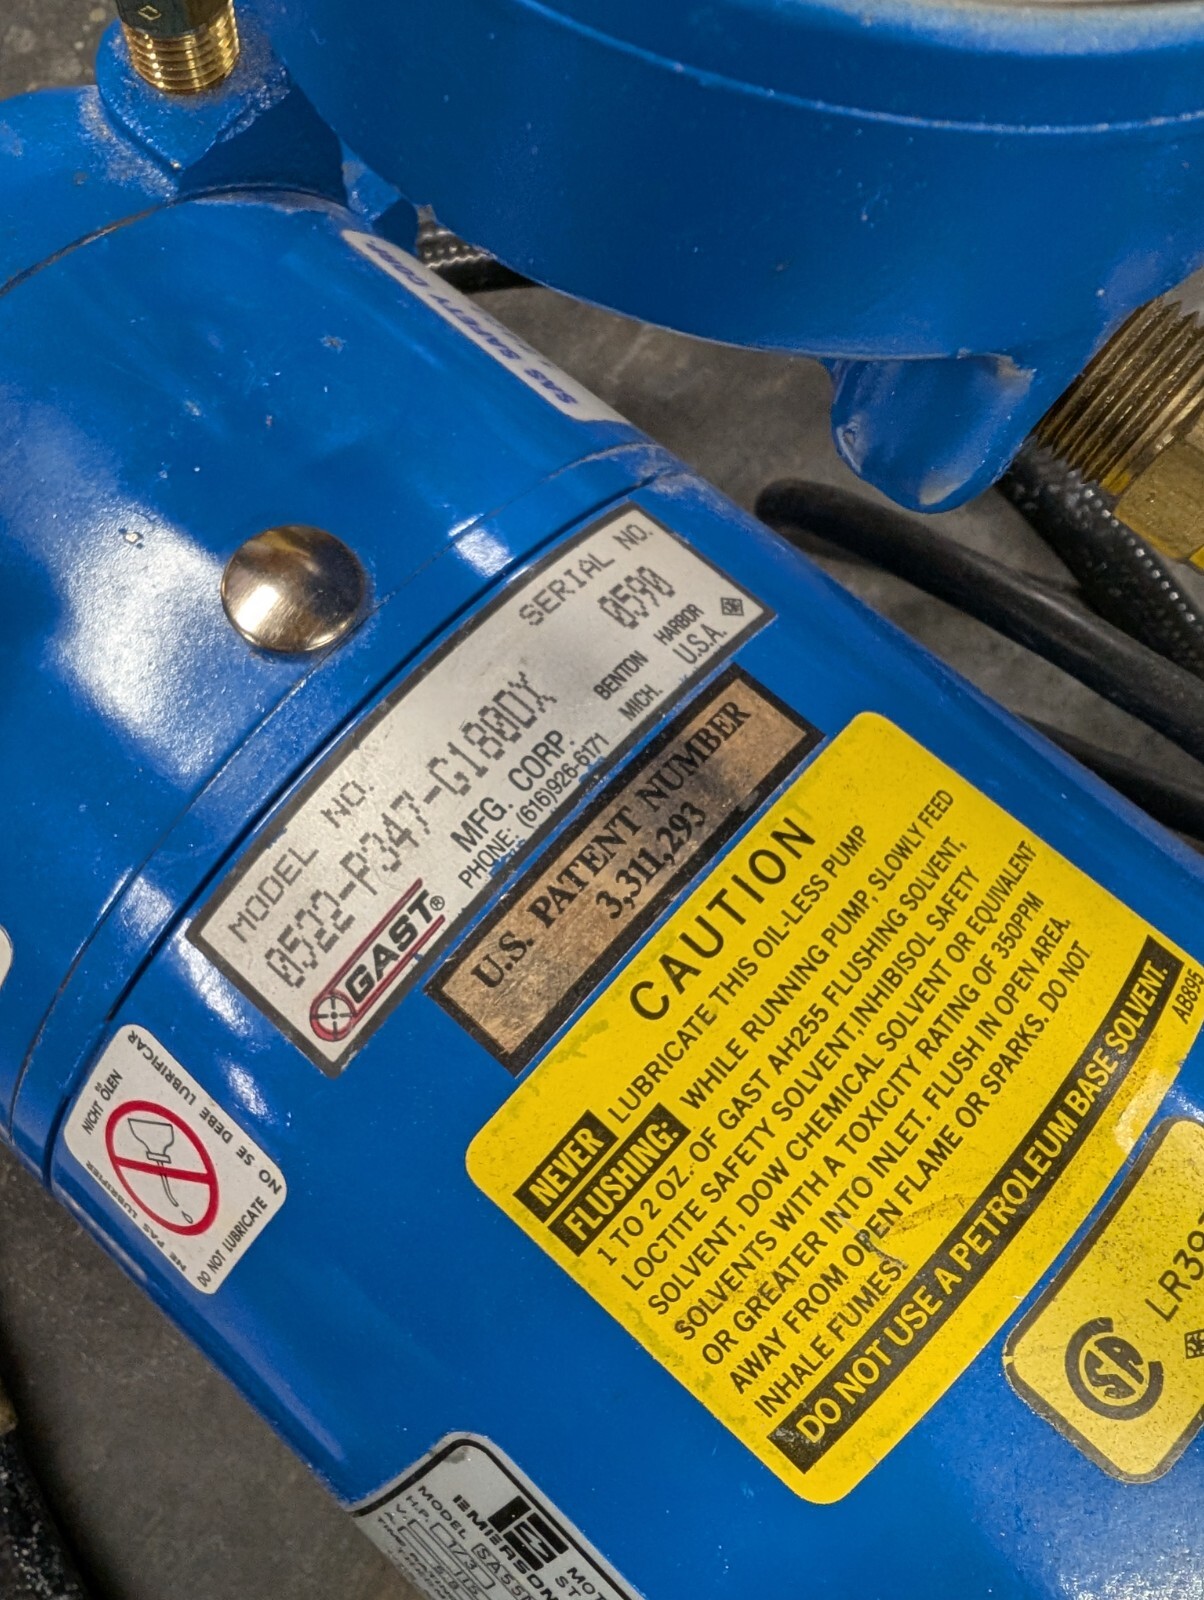 SAS SAFETY CORP.
MODEL NO. SERIAL NO.
0522-P347-G180DX 0590
GAST® MFG. CORP. BENTON HARBOR
PHONE: (616)926-6171 MICH. U.S.A.
U.S. PATENT NUMBER
3,311,293
CAUTION
NEVER LUBRICATE THIS OIL-LESS PUMP
FLUSHING: WHILE RUNNING PUMP, SLOWLY FEED
1 TO 2 OZ. OF GAST AH255 FLUSHING SOLVENT,
LOCTITE SAFETY SOLVENT, INHIBISOL SAFETY
SOLVENT, DOW CHEMICAL SOLVENT OR EQUIVALENT
SOLVENTS WITH A TOXICITY RATING OF 350PPM
OR GREATER INTO INLET. FLUSH IN OPEN AREA.
AWAY FROM OPEN FLAME OR SPARKS. DO NOT
INHALE FUMES.
DO NOT USE A PETROLEUM BASE SOLVENT.
NICHT ÖLEN
NO SE DEBE LUBRIFICAR
NE PAS LUBRIFIER
DO NOT LUBRICATE
EMERSON
MODEL
H.P. 1/3
V.